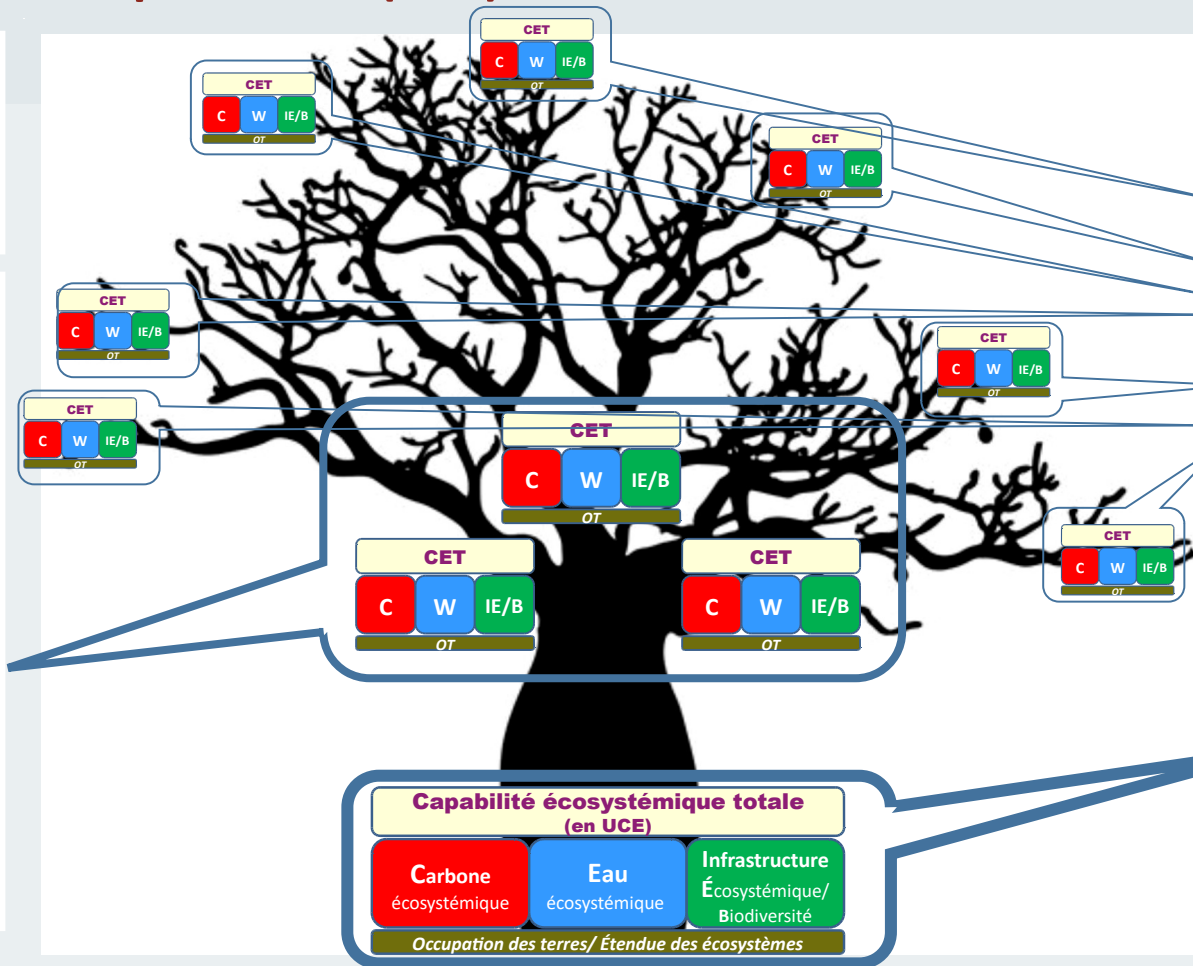 CET
C W IE/B
OT
CET
C W IE/B
OT
CET
C W IE/B
OT
CET
C W IE/B
OT
CET
C W IE/B
OT
CET
C W IE/B
OT
CET
C W IE/B
OT
CET
C W IE/B
OT
CET
C W IE/B
OT
CET
C W IE/B
OT
Capabilité écosystémique totale
(en UCE)
Carbone
écosystémique
Eau
écosystémique
Infrastructure
Écosystémique/
Biodiversité
Occupation des terres/ Étendue des écosystèmes